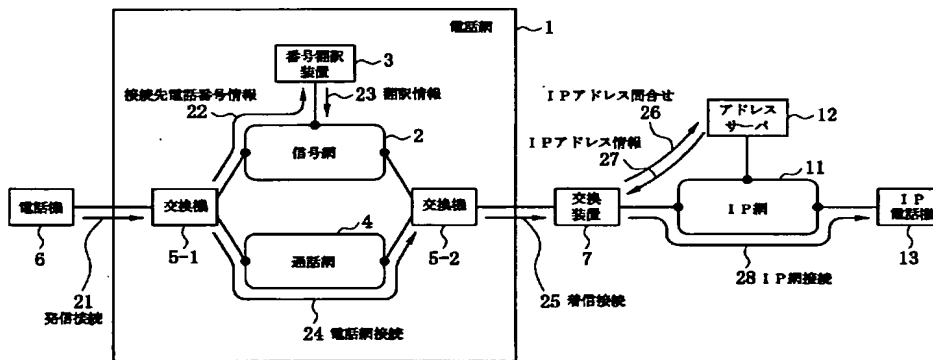 電話網
1
番号翻訳
装置
3
接続先電話番号情報
22
23 翻訳情報
2
信号網
電話機
6
交換機
5-1
21
発信接続
4
通話網
24 電話網接続
交換機
5-2
25 着信接続
IPアドレス問合せ
26
IPアドレス情報
27
アドレス
サーバ
12
交換
装置
7
11
IP網
28 IP網接続
IP
電話機
13